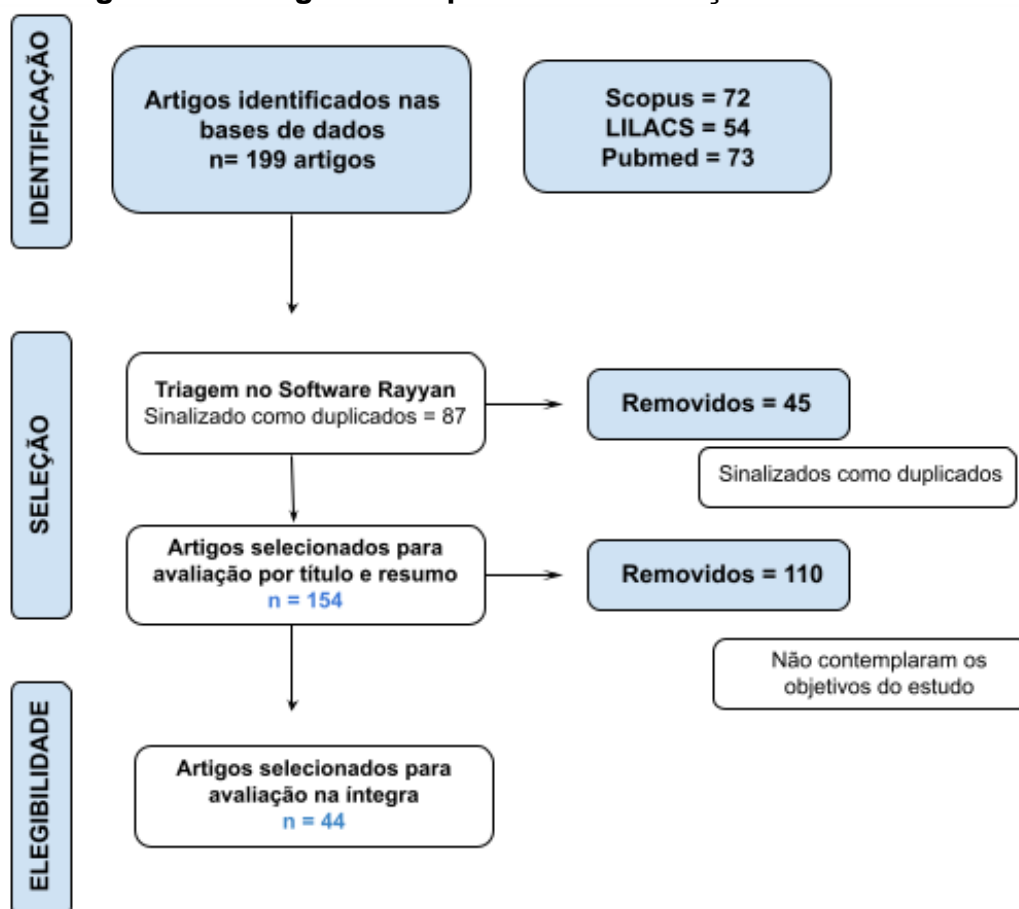 IDENTIFICAÇÃO
Artigos identificados nas
bases de dados
n= 199 artigos
Scopus = 72
LILACS = 54
Pubmed = 73
SELEÇÃO
Triagem no Software Rayyan
Sinalizado como duplicados = 87
Removidos = 45
Sinalizados como duplicados
Artigos selecionados para
avaliação por título e resumo
n = 154
Removidos = 110
Não contemplaram os
objetivos do estudo
ELEGIBILIDADE
Artigos selecionados para
avaliação na íntegra
n = 44